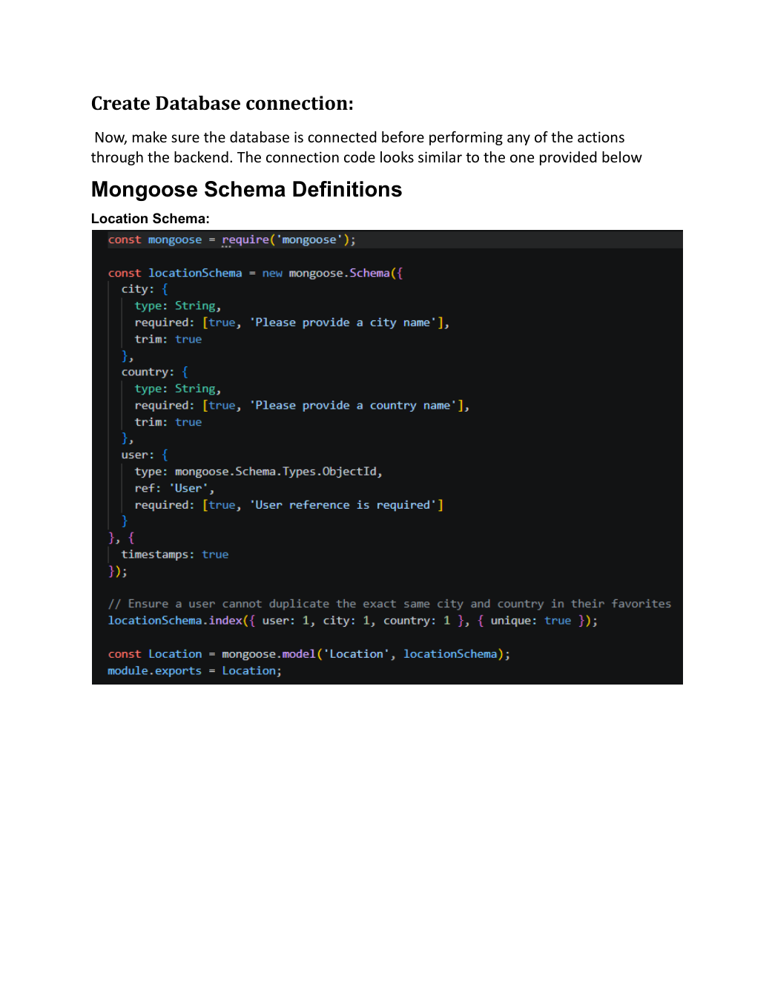 Create Database connection:
Now, make sure the database is connected before performing any of the actions
through the backend. The connection code looks similar to the one provided below
Mongoose Schema Definitions
Location Schema:
const mongoose = require('mongoose');
const locationSchema = new mongoose.Schema({
  city: {
    type: String,
    required: [true, 'Please provide a city name'],
    trim: true
  },
  country: {
    type: String,
    required: [true, 'Please provide a country name'],
    trim: true
  },
  user: {
    type: mongoose.Schema.Types.ObjectId,
    ref: 'User',
    required: [true, 'User reference is required']
  }
}, {
  timestamps: true
});
// Ensure a user cannot duplicate the exact same city and country in their favorites
locationSchema.index({ user: 1, city: 1, country: 1 }, { unique: true });
const Location = mongoose.model('Location', locationSchema);
module.exports = Location;